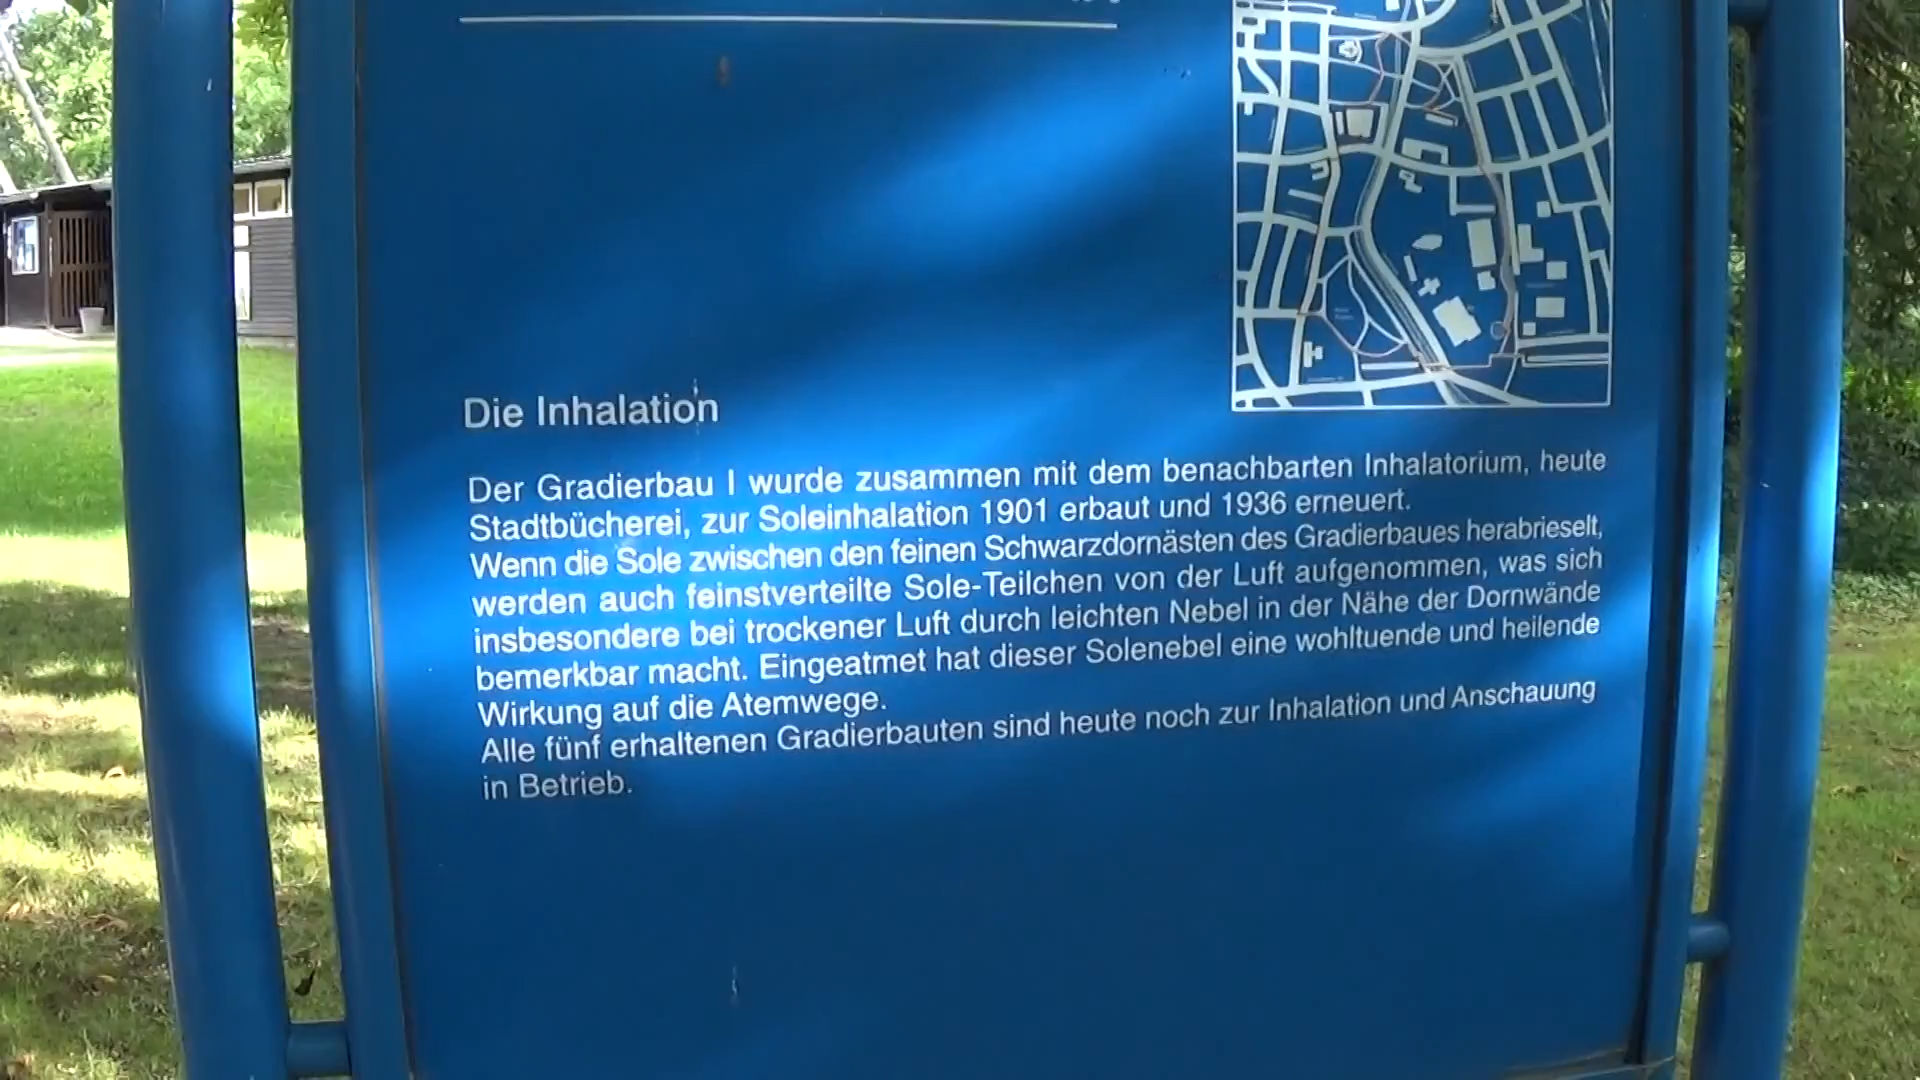 Die Inhalation
Der Gradierbau I wurde zusammen mit dem benachbarten Inhalatorium, heute
Stadtbücherei, zur Soleinhalation 1901 erbaut und 1936 erneuert.
Wenn die Sole zwischen den feinen Schwarzdornästen des Gradierbaues herabrieselt,
werden auch feinstverteilte Sole-Teilchen von der Luft aufgenommen, was sich
insbesondere bei trockener Luft durch leichten Nebel in der Nähe der Dornwände
bemerkbar macht. Eingeatmet hat dieser Solenebel eine wohltuende und heilende
Wirkung auf die Atemwege.
Alle fünf erhaltenen Gradierbauten sind heute noch zur Inhalation und Anschauung
in Betrieb.